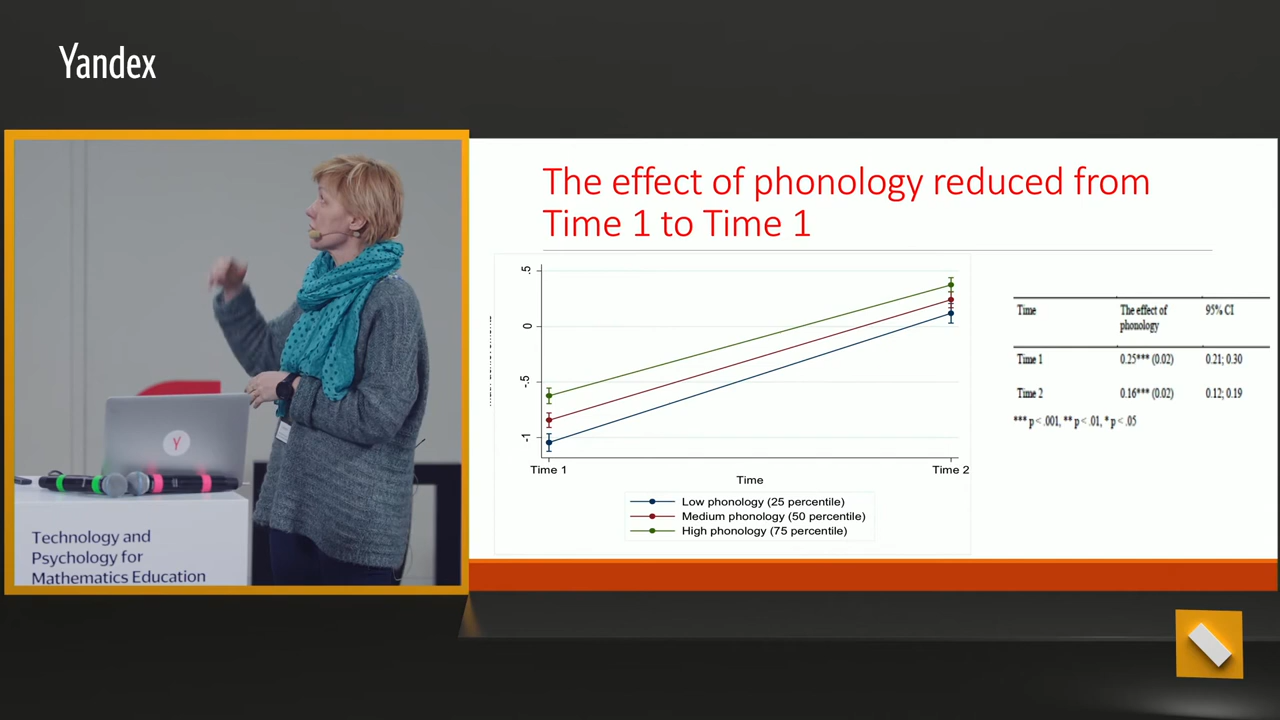 Yandex
The effect of phonology reduced from
Time 1 to Time 1
.5
0
-.5
-1
Time 1
Time 2
Time
Low phonology (25 percentile)
Medium phonology (50 percentile)
High phonology (75 percentile)
Time The effect of phonology 95% CI
Time 1 0.25*** (0.02) 0.21; 0.30
Time 2 0.16*** (0.02) 0.12; 0.19
*** p < .001, ** p < .01, * p < .05
Y
Technology and
Psychology for
Mathematics Education